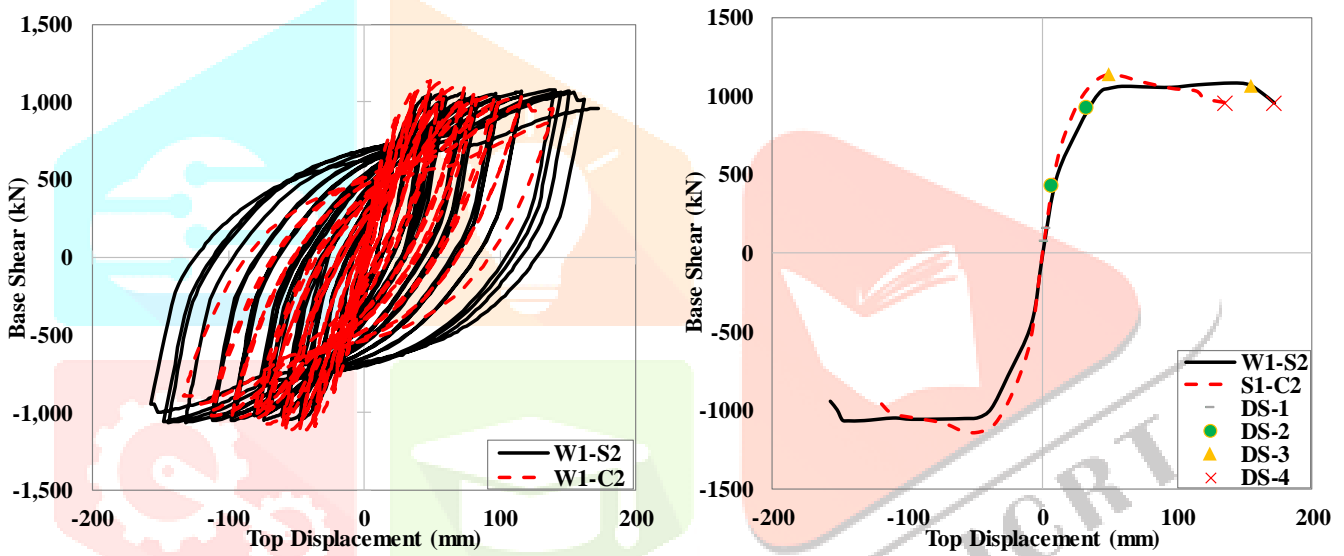 1,500
1,000
500
0
-500
-1,000
-1,500
-200
-100
0
100
200
Base Shear (kN)
Top Displacement (mm)
W1-S2
W1-C2
1500
1000
500
0
-500
-1000
-1500
-200
-100
0
100
200
Base Shear (kN)
Top Displacement (mm)
W1-S2
S1-C2
DS-1
DS-2
DS-3
DS-4
CRI